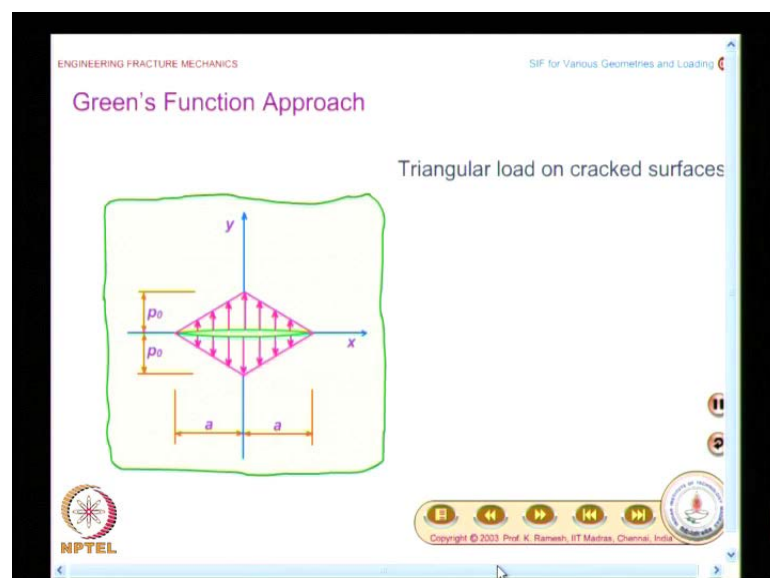 ENGINEERING FRACTURE MECHANICS
SIF for Various Geometries and Loading
Green's Function Approach
Triangular load on cracked surfaces
y
p0
x
p0
a
a
NPTEL
Copyright © 2003 Prof. K. Ramesh, IIT Madras, Chennai, India